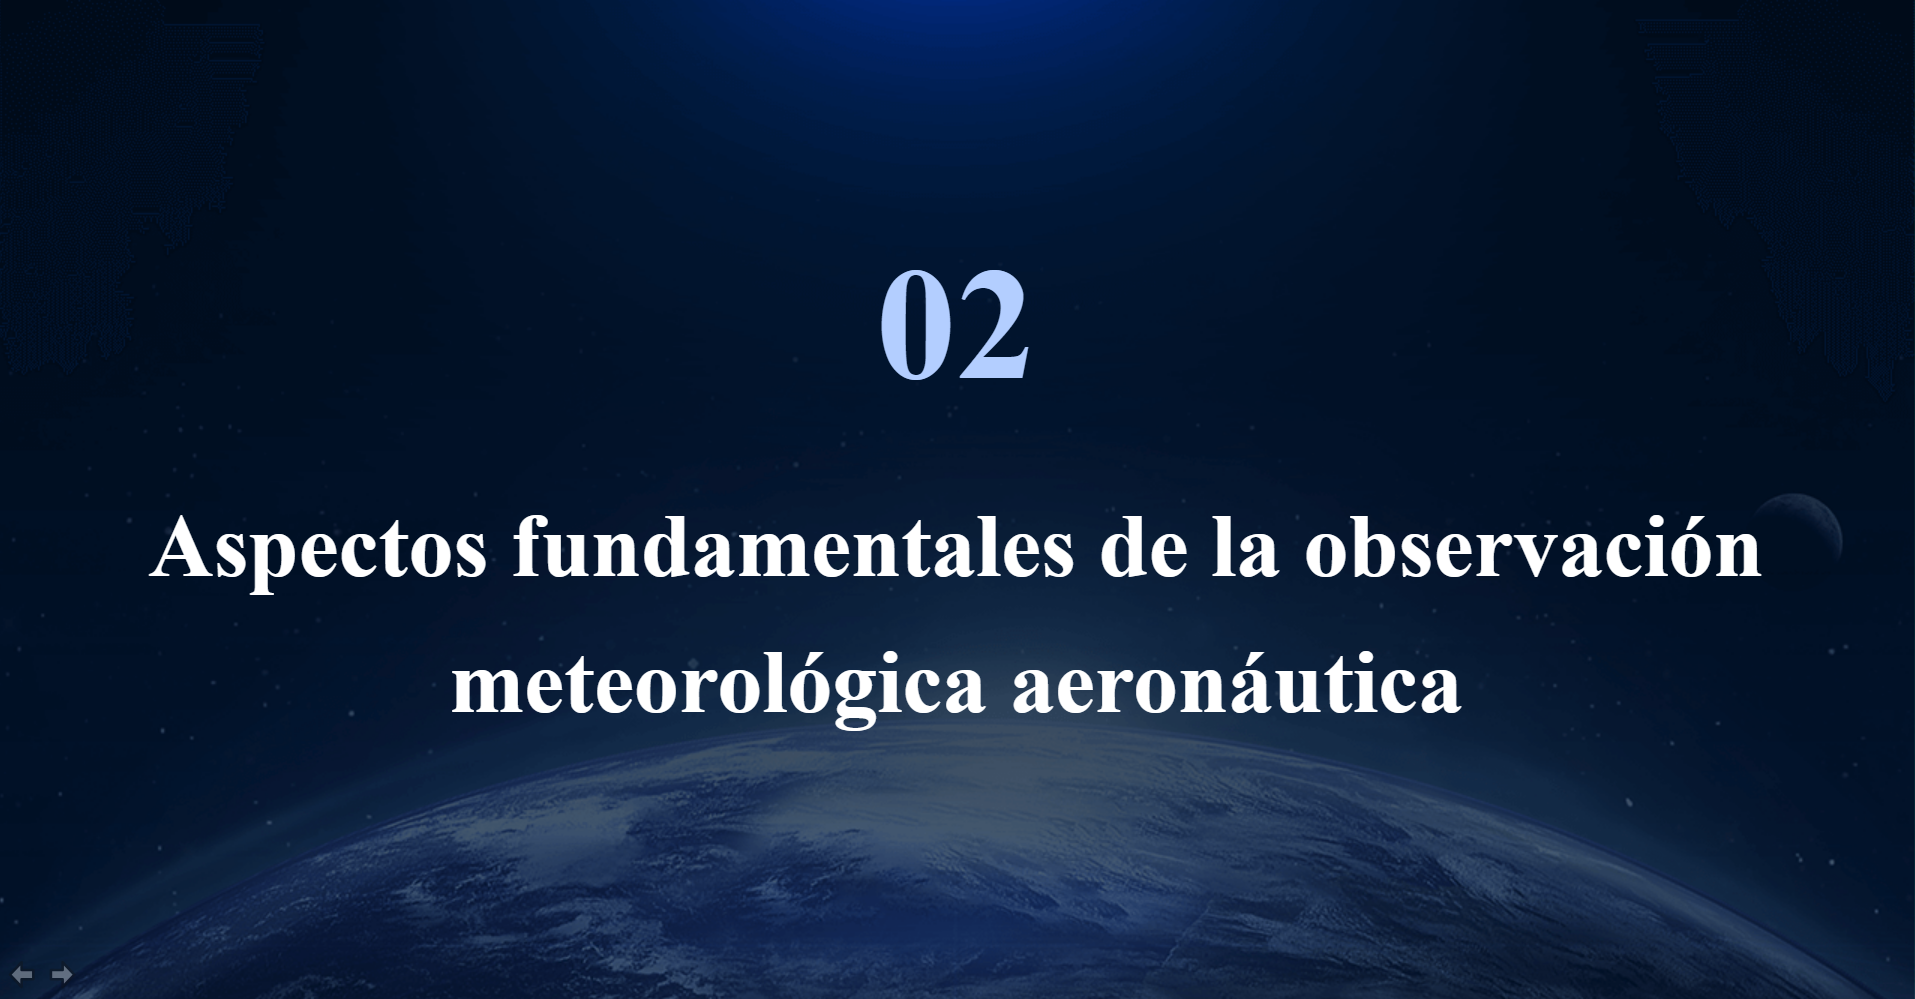 02
Aspectos fundamentales de la observación
meteorológica aeronáutica